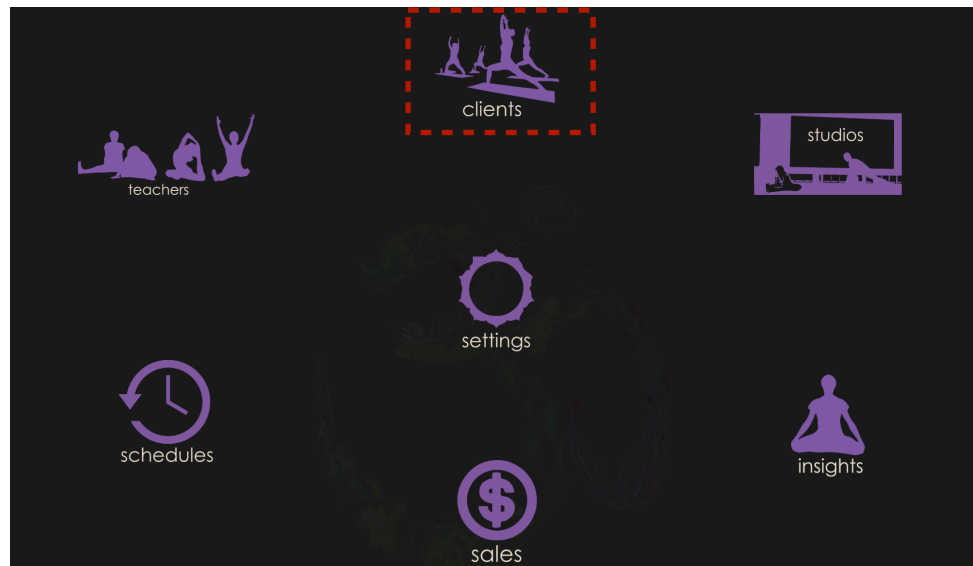 clients
studios
teachers
settings
schedules
insights
$
sales